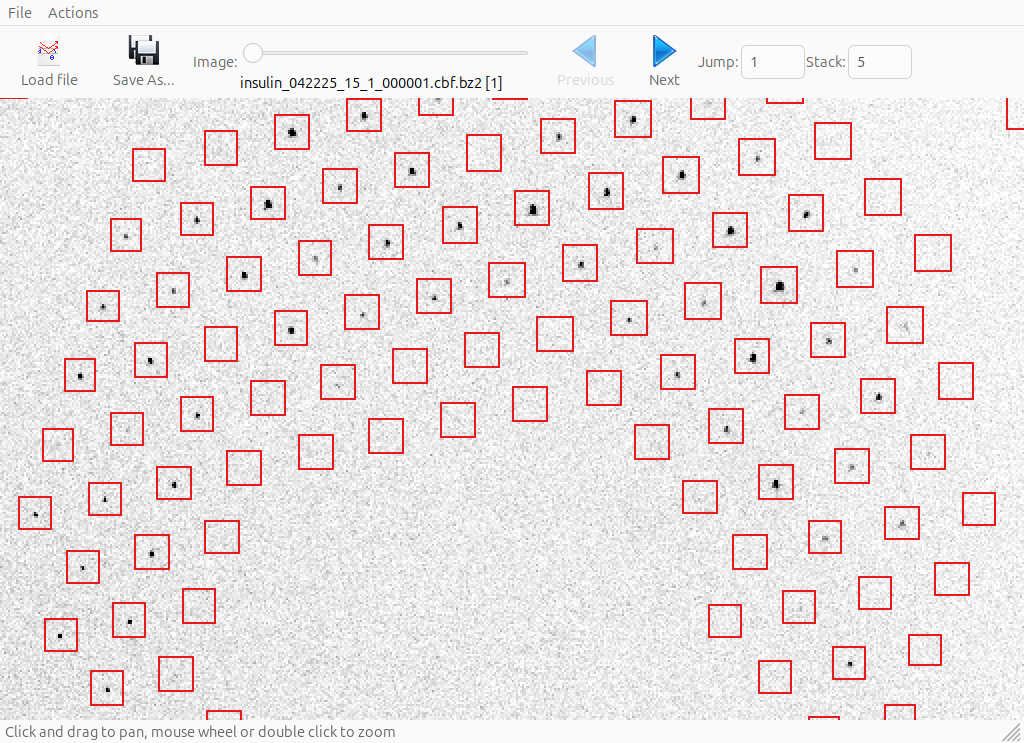 File Actions
Load file
Save As...
Image:
insulin_042225_15_1_000001.cbf.bz2 [1]
Previous
Next
Jump: 1
Stack: 5
Click and drag to pan, mouse wheel or double click to zoom